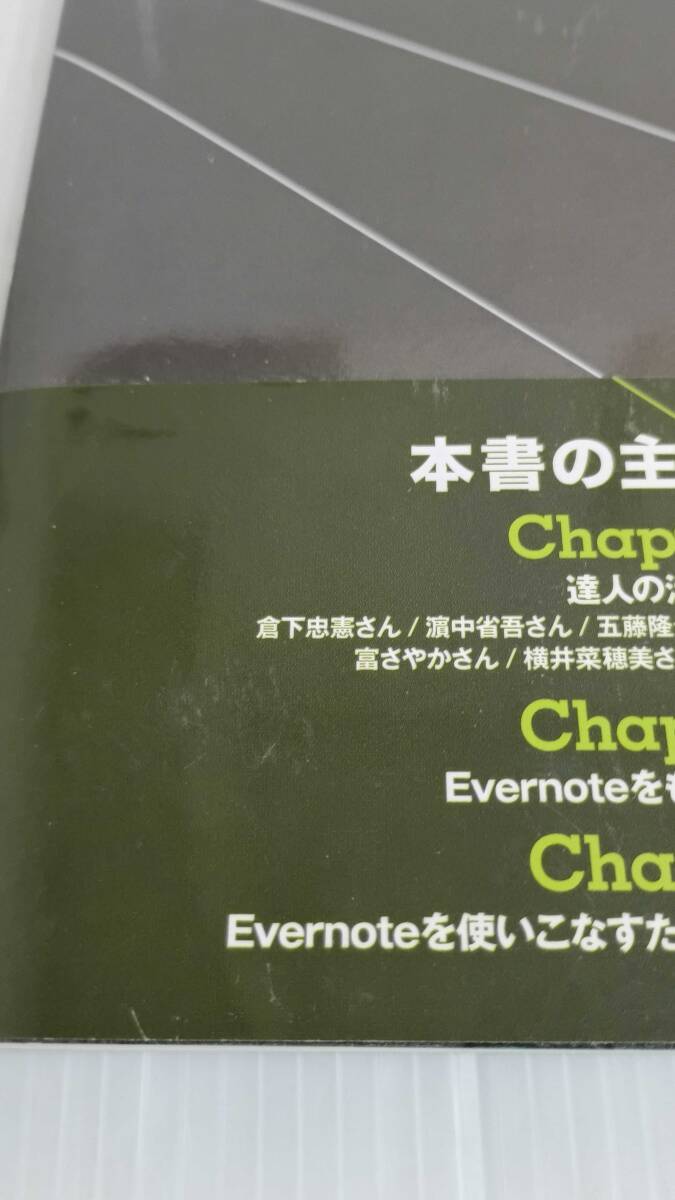 本書の主
Chap
達人の
倉下忠憲さん / 濵中省吾さん / 五藤隆
富さやかさん / 横井菜穂美さ
Chap
Evernoteをも
Cha
Evernoteを使いこなすた